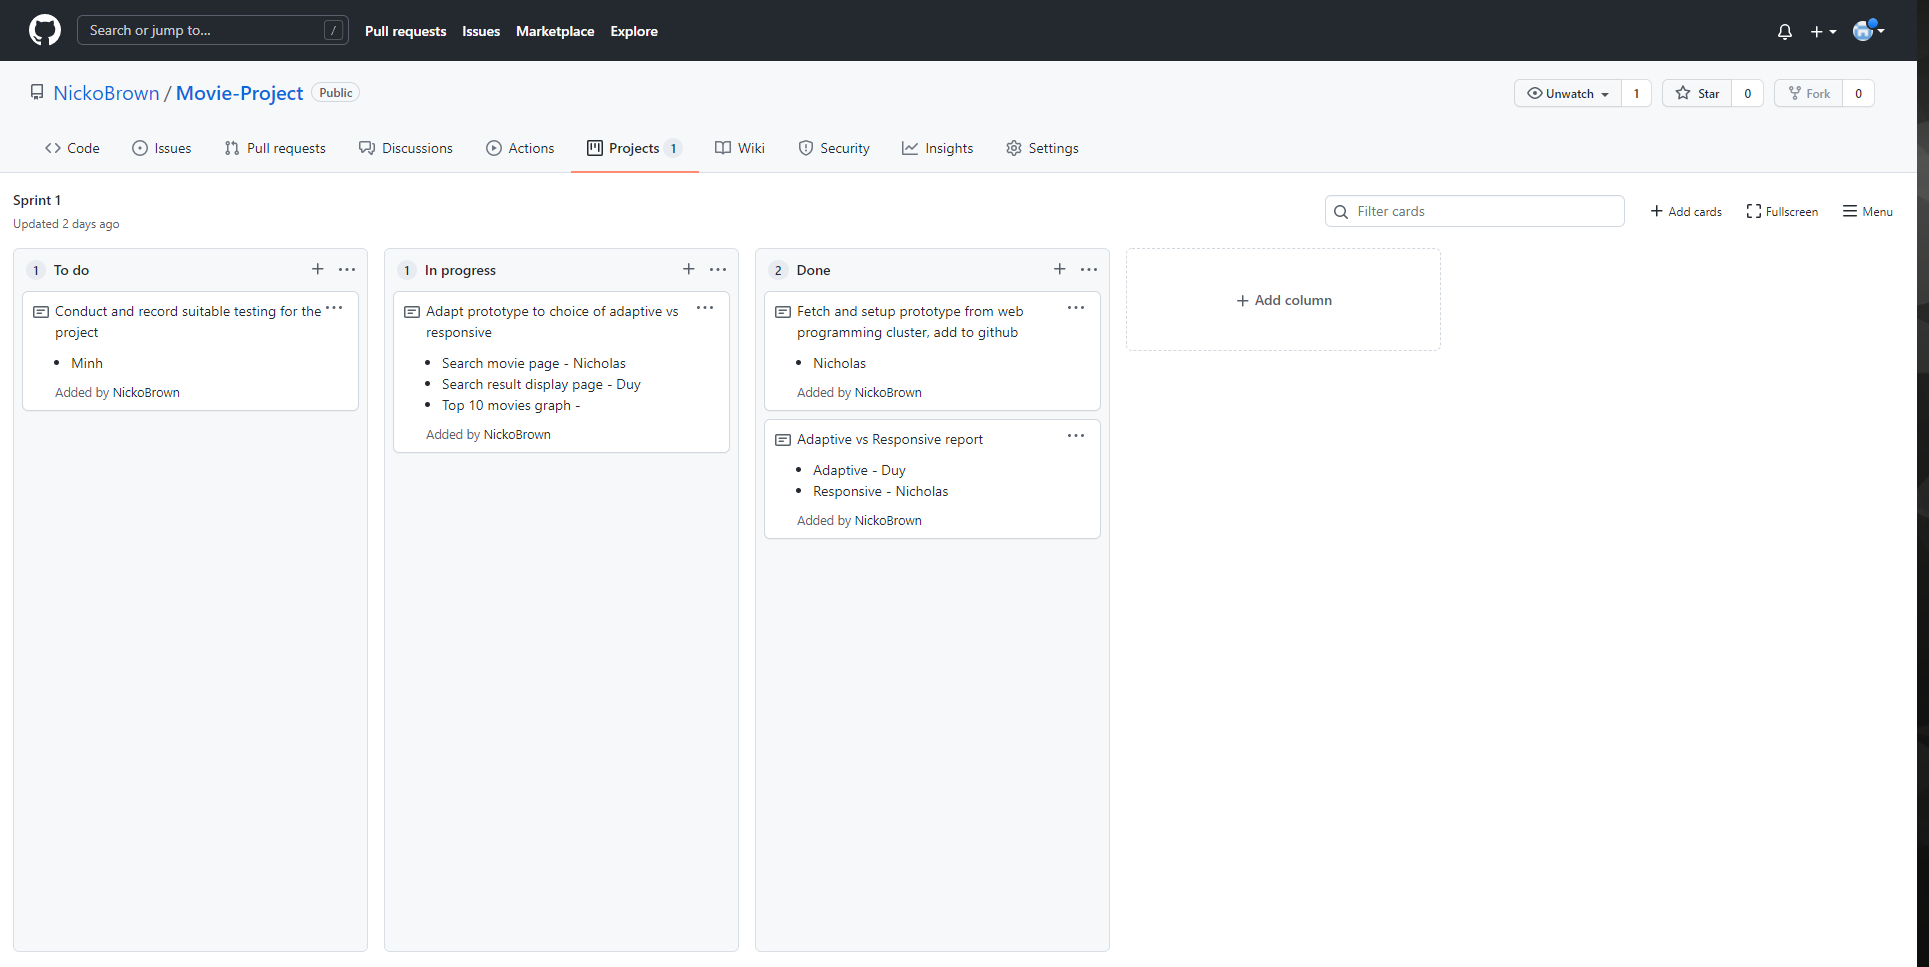 Search or jump to... /
Pull requests Issues Marketplace Explore
NickoBrown / Movie-Project Public
Unwatch 1 Star 0 Fork 0
Code Issues Pull requests Discussions Actions Projects 1 Wiki Security Insights Settings
Sprint 1
Updated 2 days ago
Filter cards
Add cards Fullscreen Menu
1 To do
Conduct and record suitable testing for the
project
• Minh
Added by NickoBrown
1 In progress
Adapt prototype to choice of adaptive vs
responsive
• Search movie page - Nicholas
• Search result display page - Duy
• Top 10 movies graph -
Added by NickoBrown
2 Done
Fetch and setup prototype from web
programming cluster, add to github
• Nicholas
Added by NickoBrown
Adaptive vs Responsive report
• Adaptive - Duy
• Responsive - Nicholas
Added by NickoBrown
+ Add column